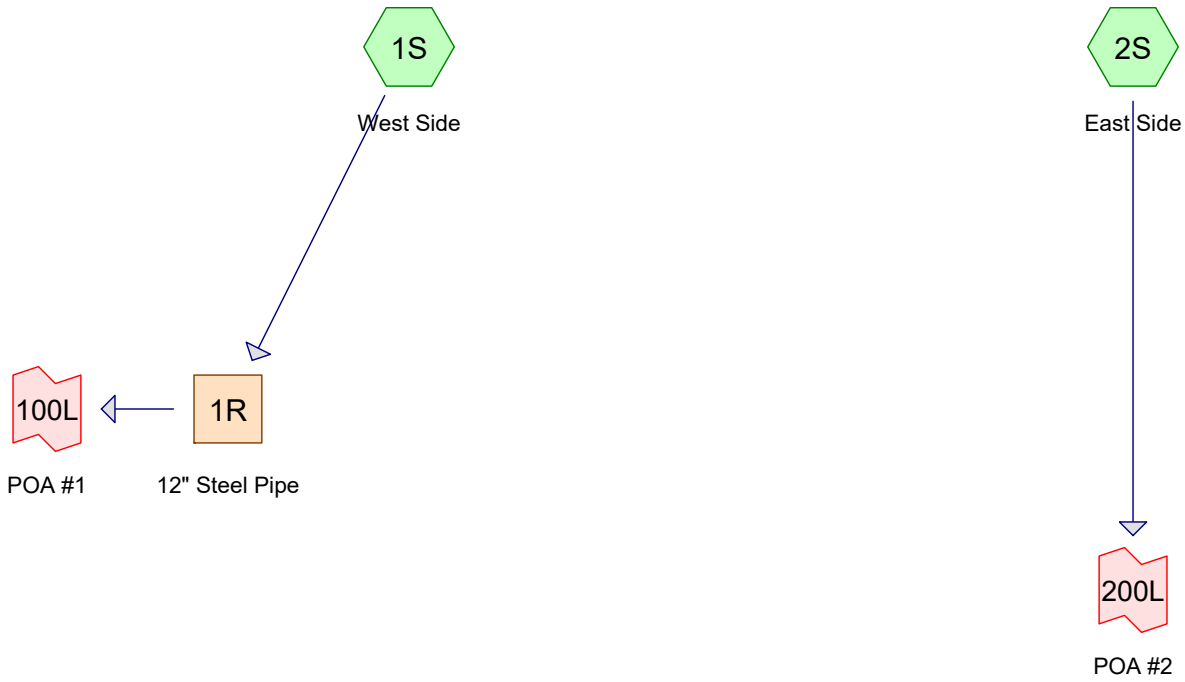 1S
West Side
2S
East Side
100L
POA #1
1R
12" Steel Pipe
200L
POA #2